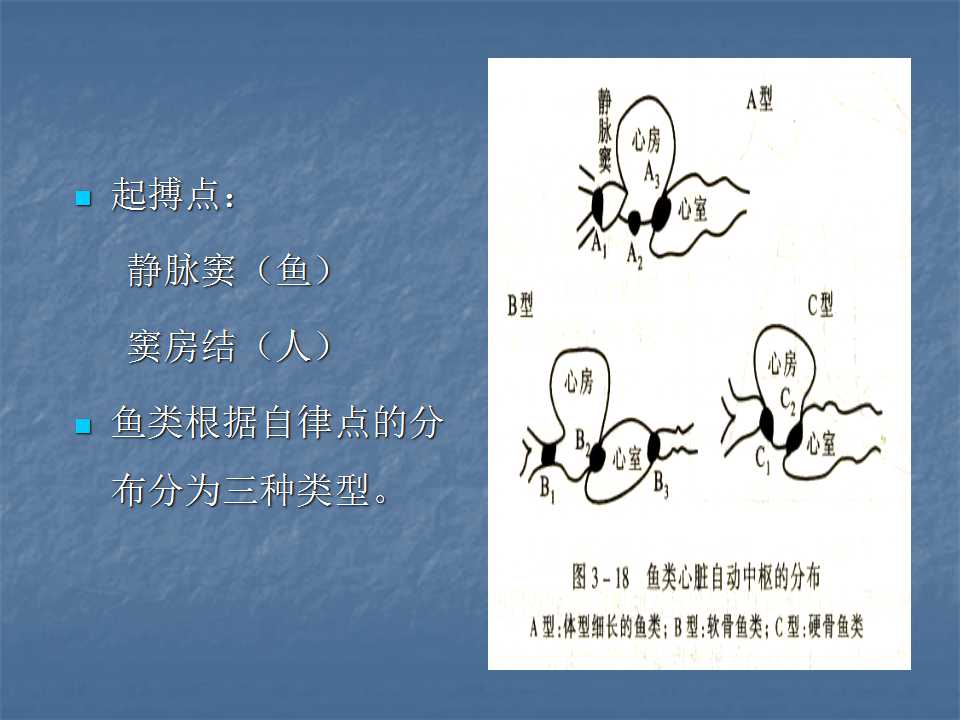 起搏点：
静脉窦（鱼）
窦房结（人）
鱼类根据自律点的分
布分为三种类型。
静脉窦
心房
A型
A3
心室
A1
A2
B型
C型
心房
心房
B2
心室
B1
B3
C2
心室
C1
图3-18 鱼类心脏自动中枢的分布
A型:体型细长的鱼类; B型:软骨鱼类; C型:硬骨鱼类